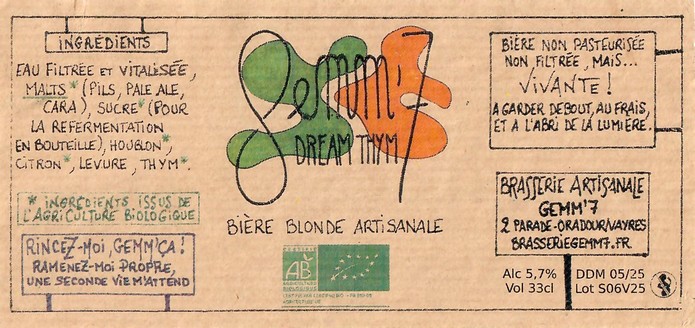 INGRÉDIENTS
EAU FILTRÉE ET VITALISÉE,
MALTS* (PILS, PALE ALE,
CARA), SUCRE* (POUR
LA REFERMENTATION
EN BOUTEILLE), HOUBLON*,
CITRON*, LEVURE, THYM*.
* INGRÉDIENTS ISSUS DE
L'AGRICULTURE BIOLOGIQUE
RINCEZ-MOI, GEMM'ÇA !
RAMENEZ-MOI PROPRE,
UNE SECONDE VIE M'ATTEND
Gemm'7
DREAM THYM
BIÈRE BLONDE ARTISANALE
AB
AGRICULTURE
BIOLOGIQUE
BIÈRE NON PASTEURISÉE
NON FILTRÉE, MAIS...
VIVANTE !
A GARDER DEBOUT, AU FRAIS,
ET À L'ABRI DE LA LUMIÈRE.
BRASSERIE ARTISANALE
GEMM'7
2 PARADE-ORADOUR/VAYRES
BRASSERIEGEMM7.FR
Alc 5,7% DDM 05/25
Vol 33cl Lot S06V25